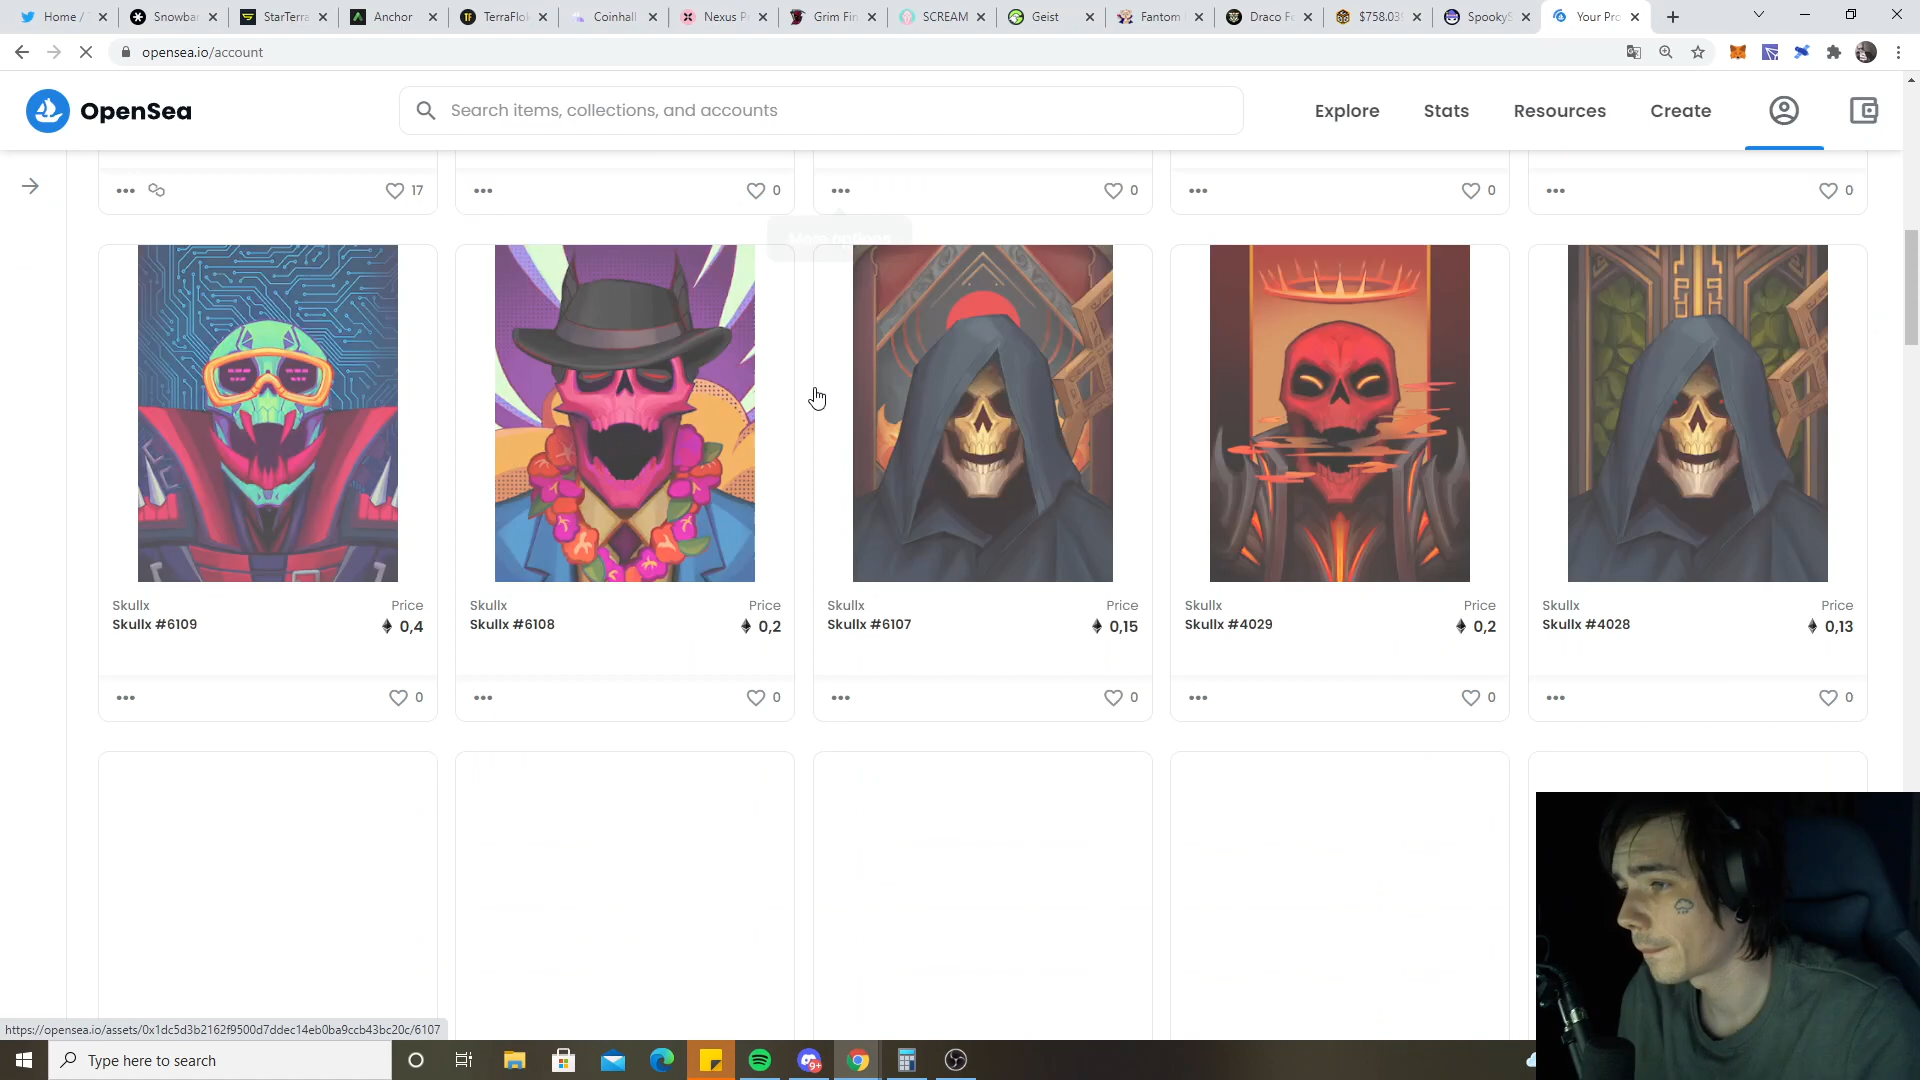 Home /
Snowba
StarTerra
Anchor
TerraFlo
Coinhall
Nexus P
Grim Fin
SCREAM
Geist
Fantom
Draco F
$758.03
Spooky
Your Pro
opensea.io/account
OpenSea
Search items, collections, and accounts
Explore
Stats
Resources
Create
17
0
0
0
0
More options
Skullx
Price
Skullx #6109
0,4
Skullx
Price
Skullx #6108
0,2
Skullx
Price
Skullx #6107
0,15
Skullx
Price
Skullx #4029
0,2
Skullx
Price
Skullx #4028
0,13
0
0
0
0
0
https://opensea.io/assets/0x1dc5d3b2162f9500d7ddec14eb0ba9ccb43bc20c/6107
Type here to search
9+